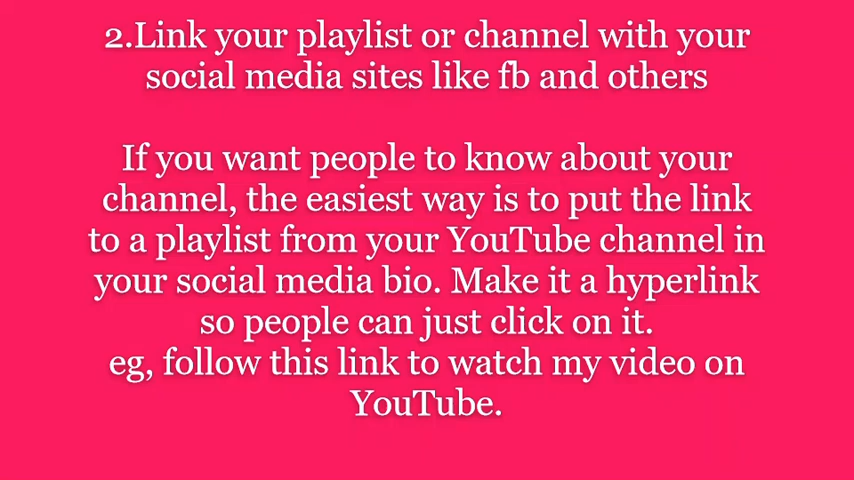 2.Link your playlist or channel with your
social media sites like fb and others
If you want people to know about your
channel, the easiest way is to put the link
to a playlist from your YouTube channel in
your social media bio. Make it a hyperlink
so people can just click on it.
eg, follow this link to watch my video on
YouTube.